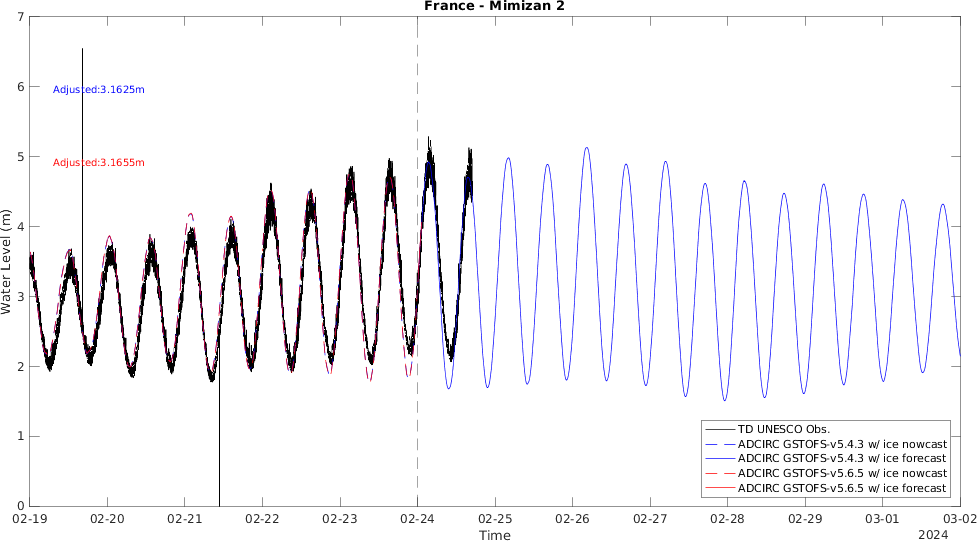 France - Mimizan 2
7
6
5
4
3
2
1
0
Water Level (m)
Adjusted:3.1625m
Adjusted:3.1655m
TD UNESCO Obs.
ADCIRC GSTOFS-v5.4.3 w/ ice nowcast
ADCIRC GSTOFS-v5.4.3 w/ ice forecast
ADCIRC GSTOFS-v5.6.5 w/ ice nowcast
ADCIRC GSTOFS-v5.6.5 w/ ice forecast
02-19 02-20 02-21 02-22 02-23 02-24 02-25 02-26 02-27 02-28 02-29 03-01 03-02
Time
2024